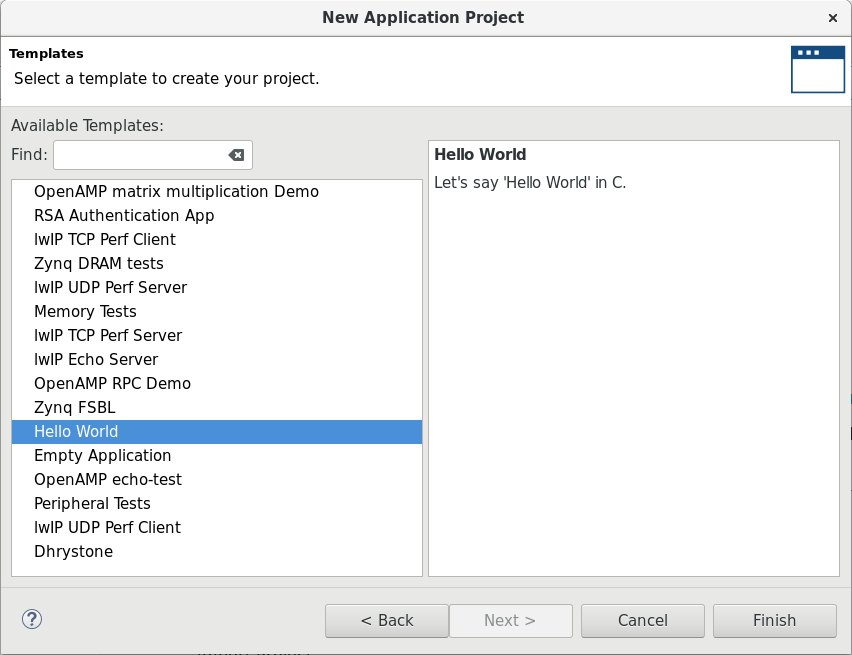 New Application Project
Templates
Select a template to create your project.
Available Templates:
Find:
OpenAMP matrix multiplication Demo
RSA Authentication App
lwIP TCP Perf Client
Zynq DRAM tests
lwIP UDP Perf Server
Memory Tests
lwIP TCP Perf Server
lwIP Echo Server
OpenAMP RPC Demo
Zynq FSBL
Hello World
Empty Application
OpenAMP echo-test
Peripheral Tests
lwIP UDP Perf Client
Dhrystone
Hello World
Let's say 'Hello World' in C.
?
< Back
Next >
Cancel
Finish